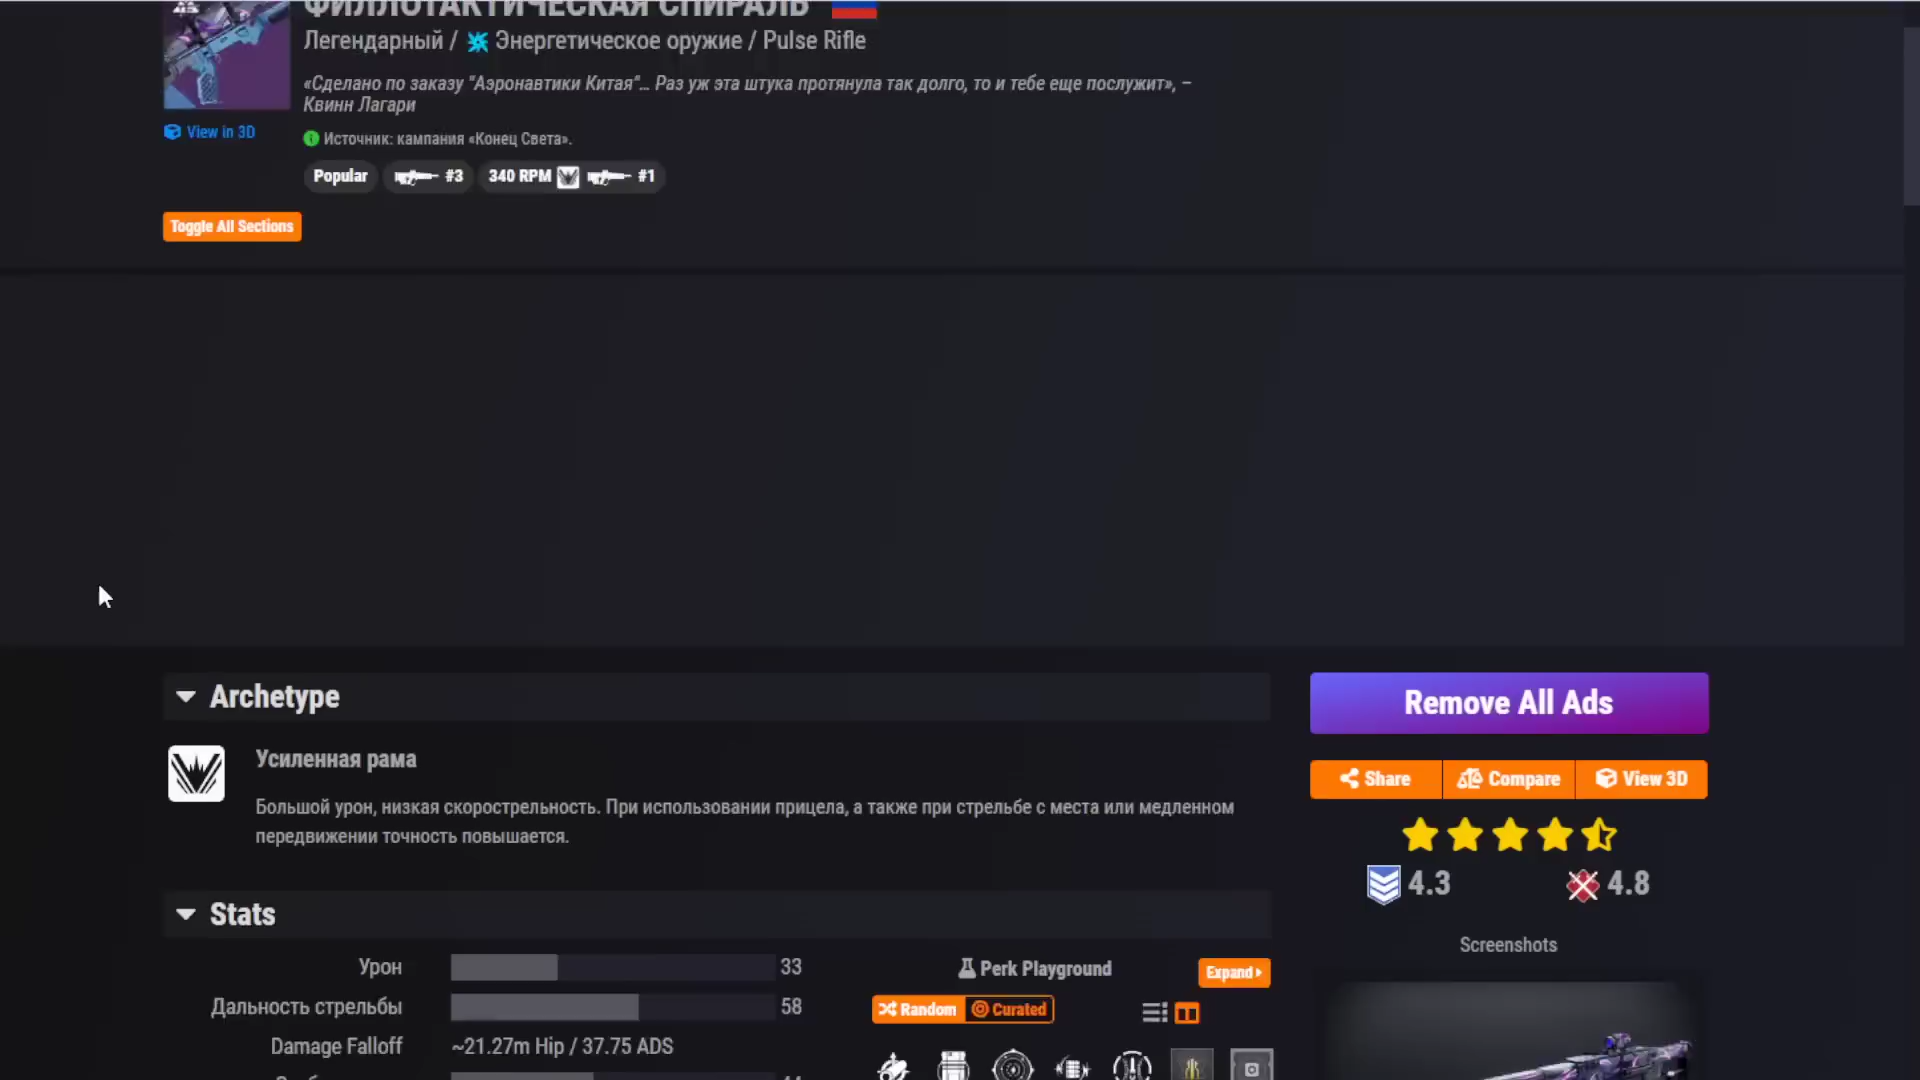 ФИЛЛОТАКТИЧЕСКАЯ СПИРАЛЬ
Легендарный / Энергетическое оружие / Pulse Rifle
«Сделано по заказу "Аэронавтики Китая"... Раз уж эта штука протянула так долго, то и тебе еще послужит», –
Квинн Лагари
View in 3D
Источник: кампания «Конец Света».
Popular #3 340 RPM #1
Toggle All Sections
Archetype
Усиленная рама
Большой урон, низкая скорострельность. При использовании прицела, а также при стрельбе с места или медленном
передвижении точность повышается.
Remove All Ads
Share Compare View 3D
4.3 4.8
Screenshots
Stats
Урон 33
Дальность стрельбы 58
Damage Falloff ~21.27m Hip / 37.75 ADS
Perk Playground Expand
Random Curated